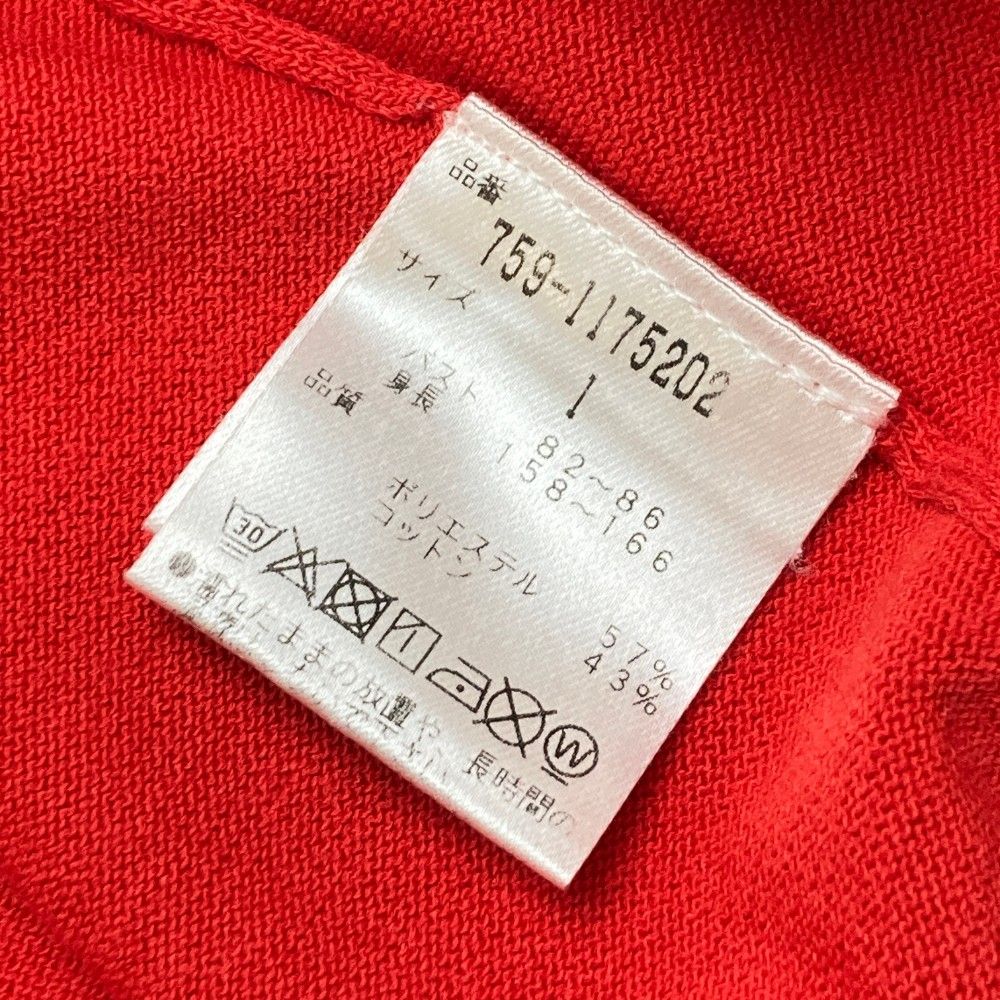 品番
759-1175202
サイズ 1
バスト 82~86
身長 158~166
品質
ポリエステル 57%
コットン 43%
30
W
濡れたままの放置や、長時間の